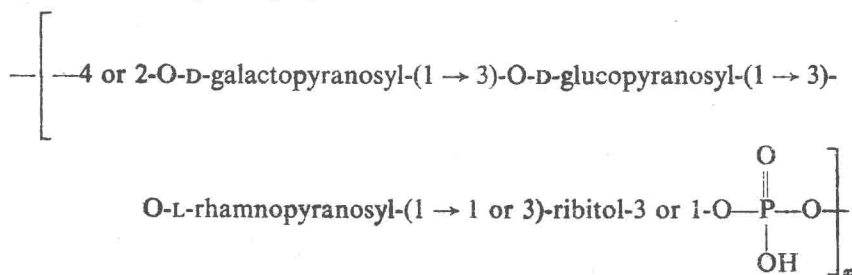 —4 or 2-O-D-galactopyranosyl-(1 → 3)-O-D-glucopyranosyl-(1 → 3)-
O
O-L-rhamnopyranosyl-(1 → 1 or 3)-ribitol-3 or 1-O—P—O—
OH